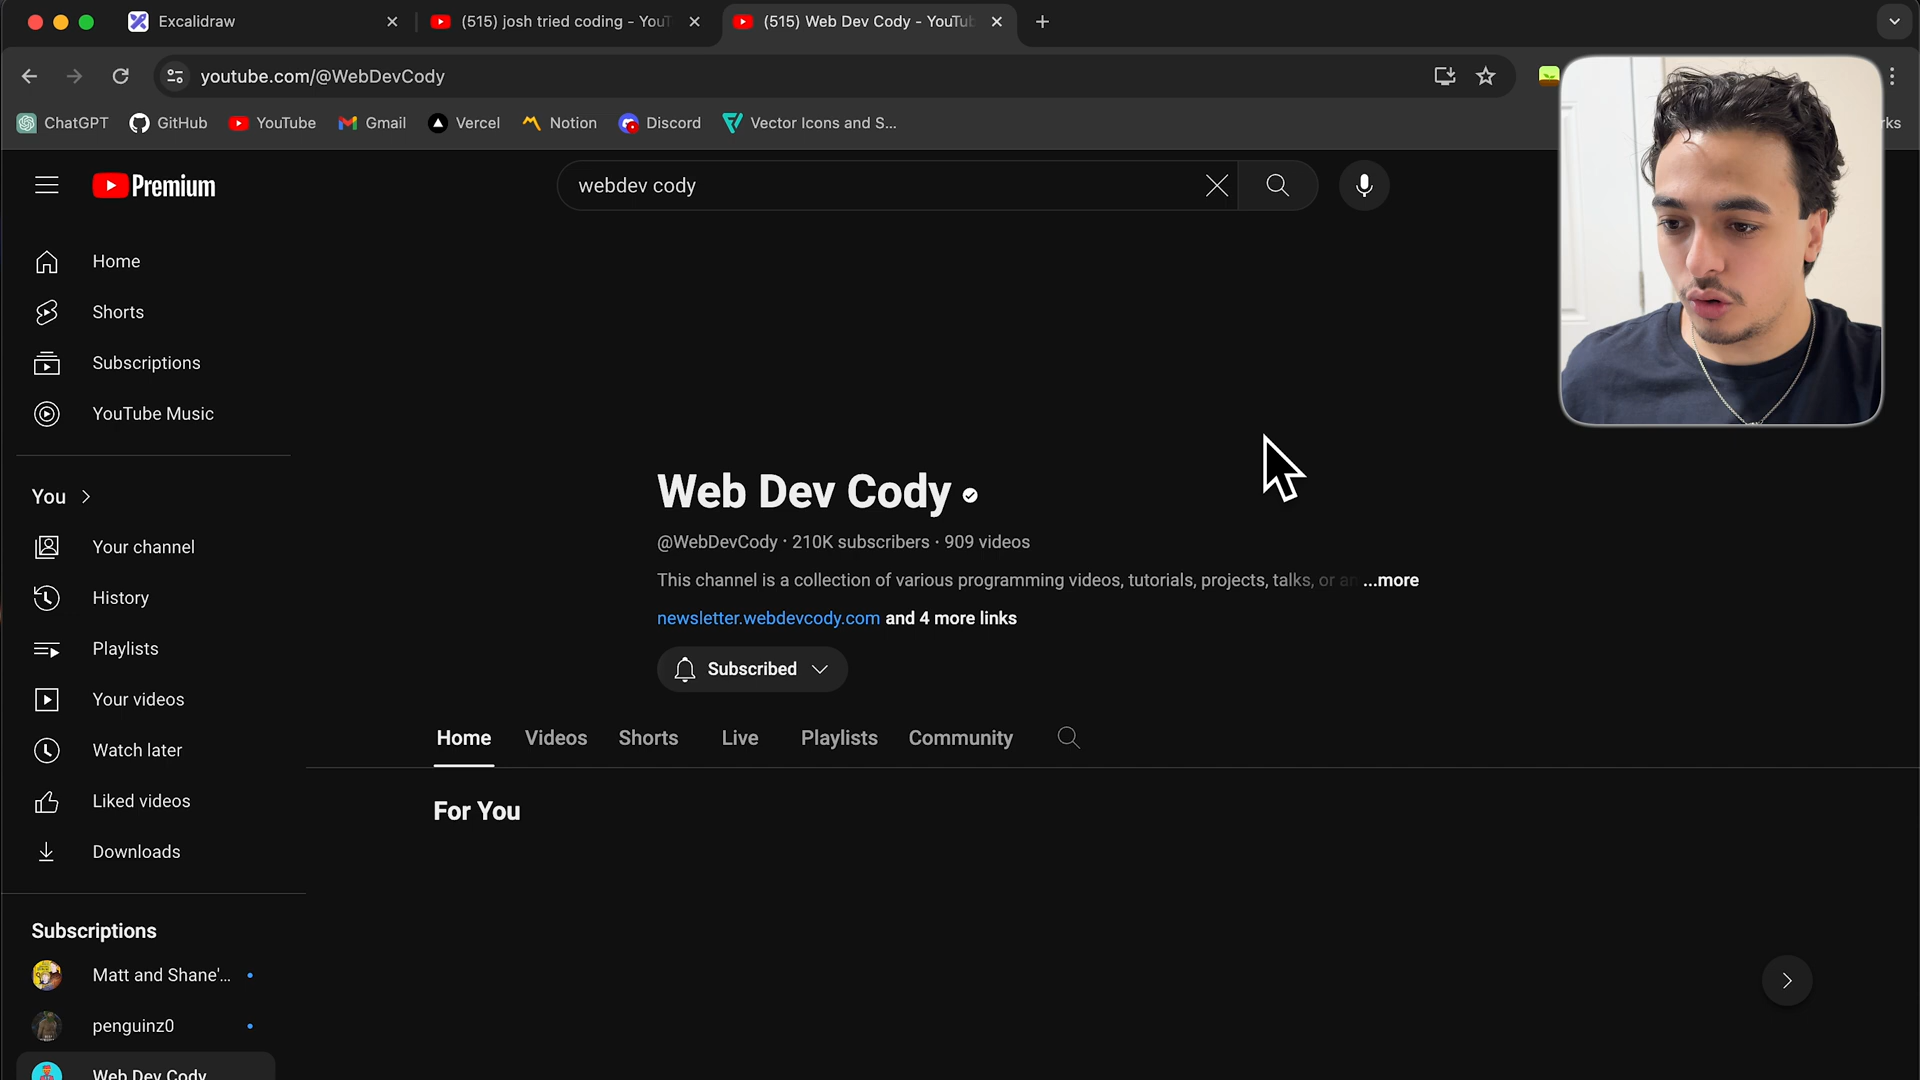 Excalidraw
(515) josh tried coding - YouT
(515) Web Dev Cody - YouTub
youtube.com/@WebDevCody
ChatGPT
GitHub
YouTube
Gmail
Vercel
Notion
Discord
Vector Icons and S...
rks
Premium
webdev cody
Home
Shorts
Subscriptions
YouTube Music
You
Your channel
History
Playlists
Your videos
Watch later
Liked videos
Downloads
Subscriptions
Matt and Shane'...
penguinz0
Web Dev Cody
Web Dev Cody
@WebDevCody · 210K subscribers · 909 videos
This channel is a collection of various programming videos, tutorials, projects, talks, or an ...more
newsletter.webdevcody.com and 4 more links
Subscribed
Home Videos Shorts Live Playlists Community
For You